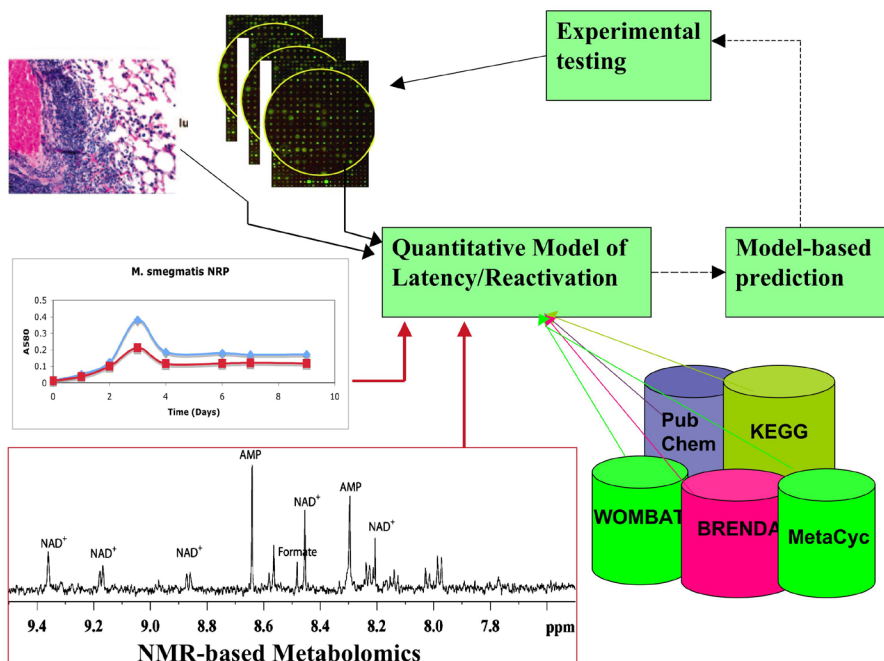 Experimental
testing
lu
Quantitative Model of
Latency/Reactivation
Model-based
prediction
M. smegmatis NRP
0.5
0.4
0.3
0.2
0.1
0
A580
0 2 4 6 8 10
Time (Days)
Pub
Chem
KEGG
WOMBAT
BRENDA
MetaCyc
AMP
AMP
NAD+
NAD+
NAD+
NAD+
NAD+
Formate
9.4 9.2 9.0 8.8 8.6 8.4 8.2 8.0 7.8 ppm
NMR-based Metabolomics